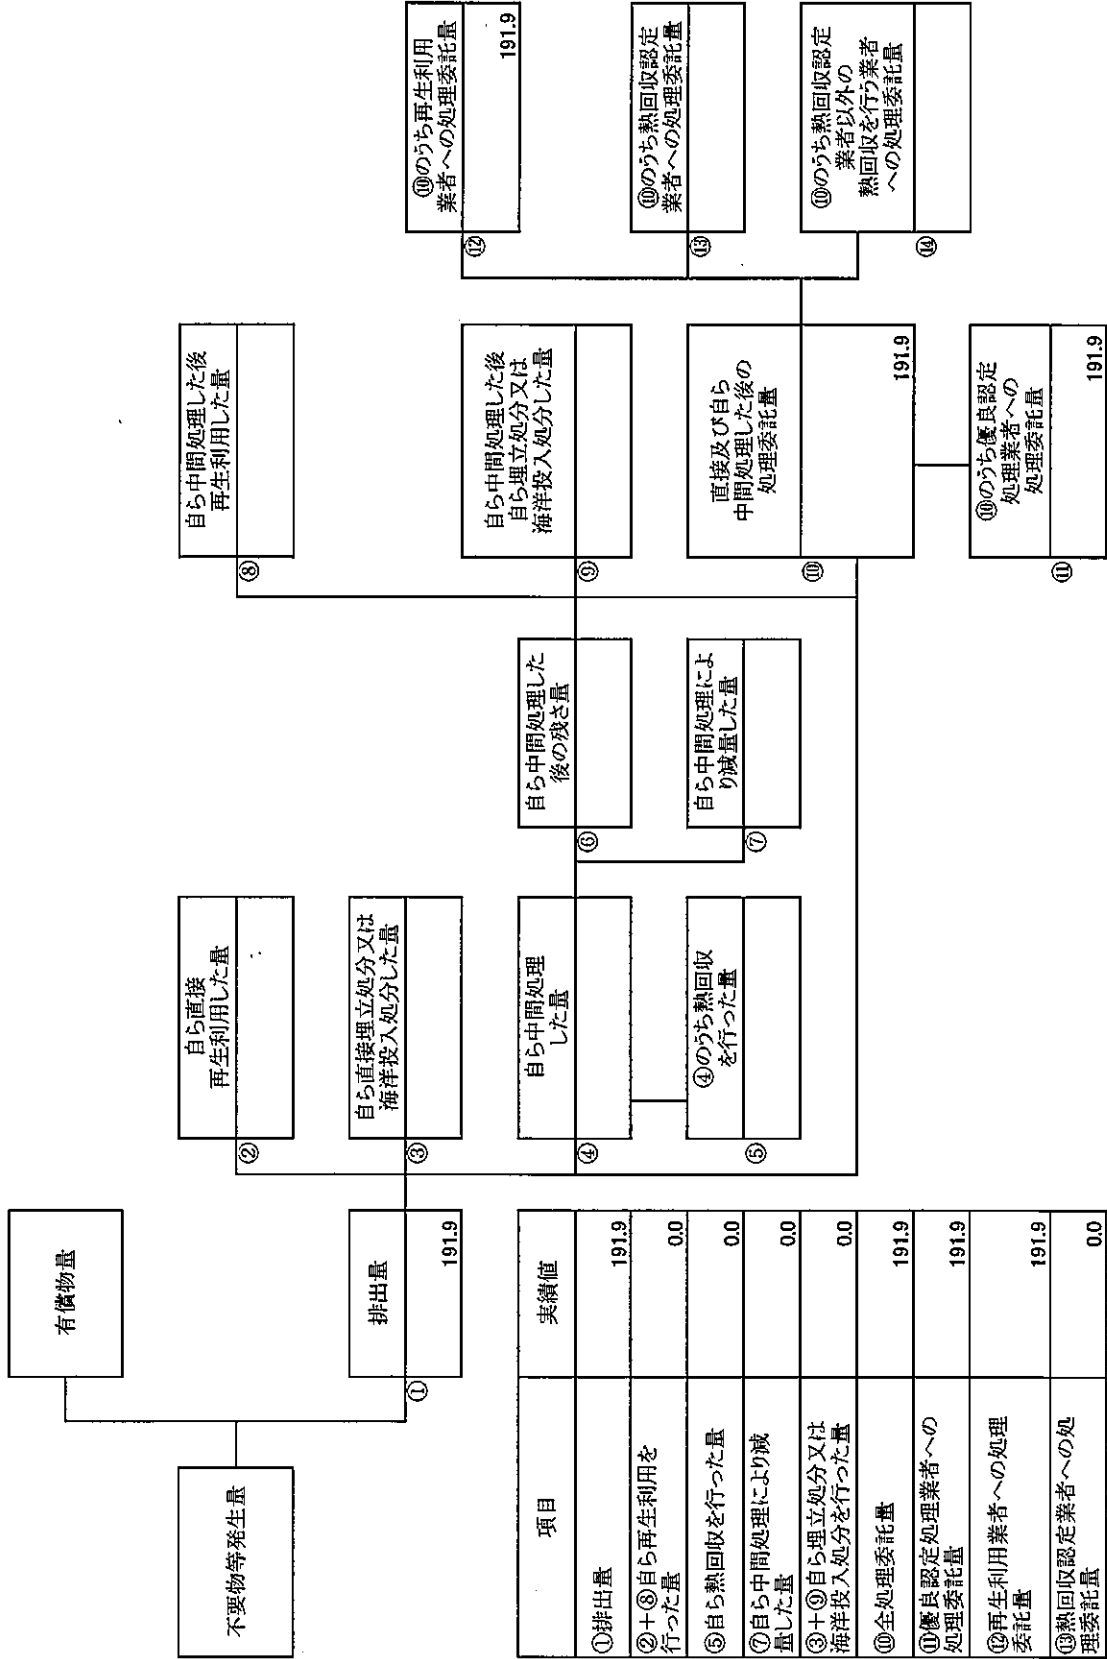 不要物等発生量
有償物量
排出量
①
191.9
自ら直接
再生利用した量
②
自ら直接埋立処分又は
海洋投入処分した量
③
自ら中間処理
した量
④
④のうち熱回収
を行った量
⑤
自ら中間処理した
後の残さ量
⑥
自ら中間処理によ
り減量した量
⑦
自ら中間処理した後
再生利用した量
⑧
自ら中間処理した後
自ら埋立処分又は
海洋投入処分した量
⑨
直接及び自ら
中間処理した後の
処理委託量
⑩
191.9
⑩のうち優良認定
処理業者への
処理委託量
⑪
191.9
⑩のうち再生利用
業者への処理委託量
⑫
191.9
⑩のうち熱回収認定
業者への処理委託量
⑬
⑩のうち熱回収認定
業者以外の
熱回収を行う業者
への処理委託量
⑭
項目 実績値
①排出量 191.9
②+⑧自ら再生利用を
行った量 0.0
⑤自ら熱回収を行った量 0.0
⑦自ら中間処理により減
量した量 0.0
③+⑨自ら埋立処分又は
海洋投入処分を行った量 0.0
⑩全処理委託量 191.9
⑪優良認定処理業者への
処理委託量 191.9
⑫再生利用業者への処理
委託量 191.9
⑬熱回収認定業者への処
理委託量 0.0